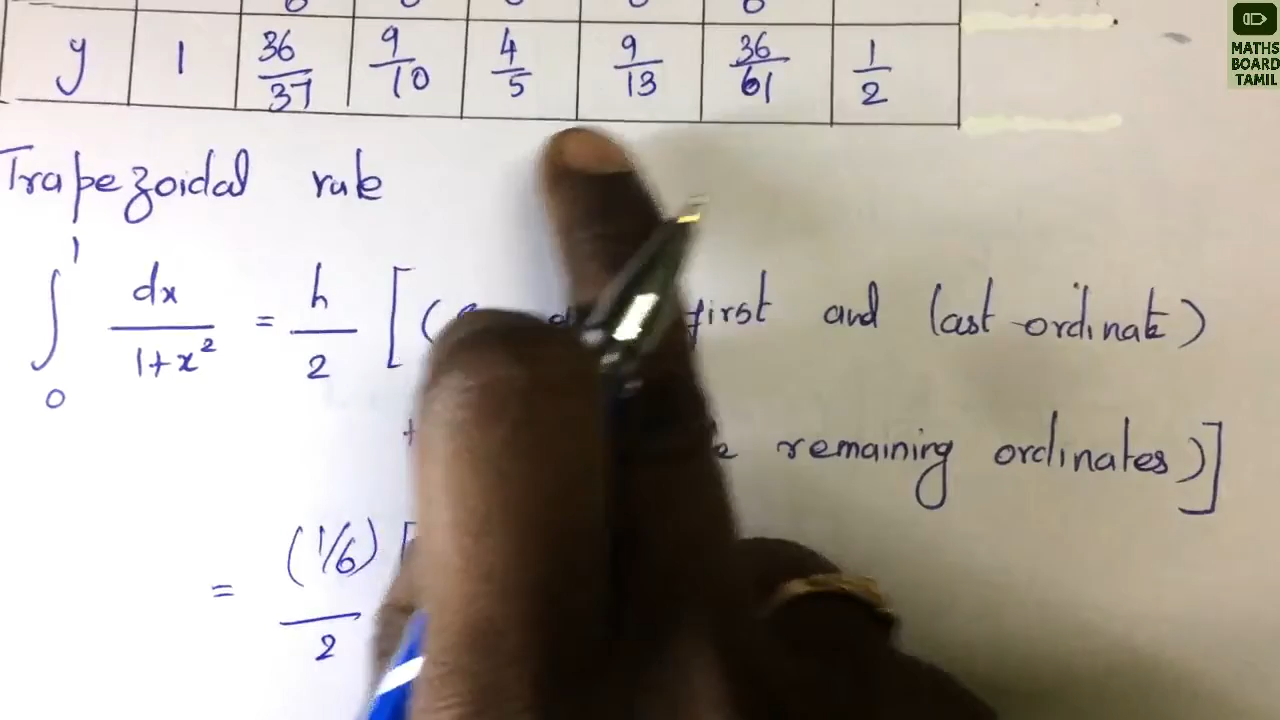 MATHS
BOARD
TAMIL
y 1 36/37 9/10 4/5 9/13 36/61 1/2
Trapezoidal rule
∫₀¹ dx/(1+x²) = h/2 [( first and last ordinate)
+ remaining ordinates)]
= (1/6)/2 [